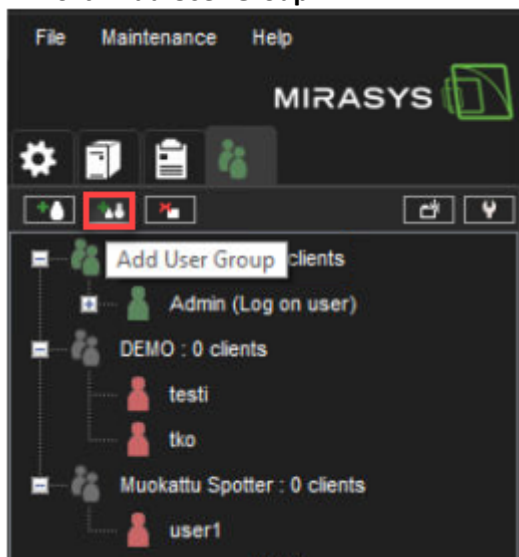 File Maintenance Help
MIRASYS
Add User Group clients
Admin (Log on user)
DEMO : 0 clients
testi
tko
Muokattu Spotter : 0 clients
user1